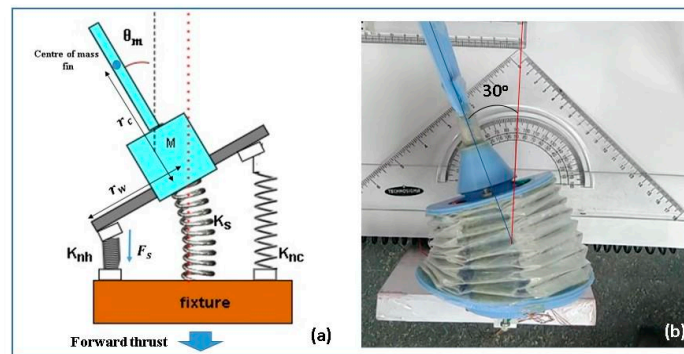 θm
Centre of mass
fin
rc
M
rw
Ks
Knh
Fs
Knc
fixture
Forward thrust
(a)
30°
(b)